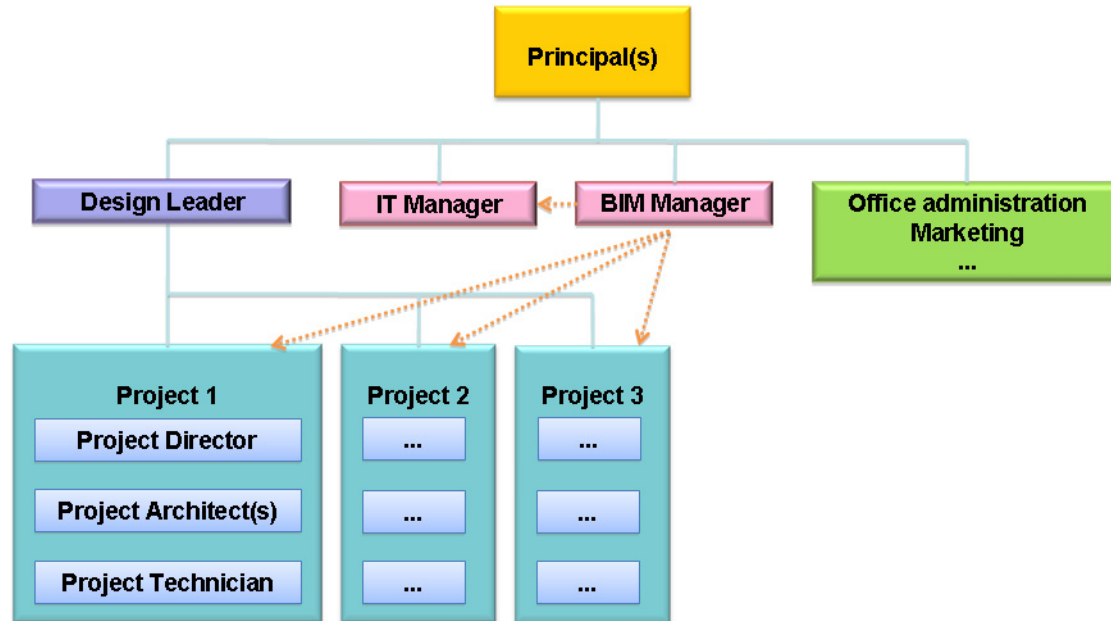 Principal(s)
Design Leader
IT Manager
BIM Manager
Office administration
Marketing
...
Project 1
Project Director
Project Architect(s)
Project Technician
Project 2
...
...
...
Project 3
...
...
...